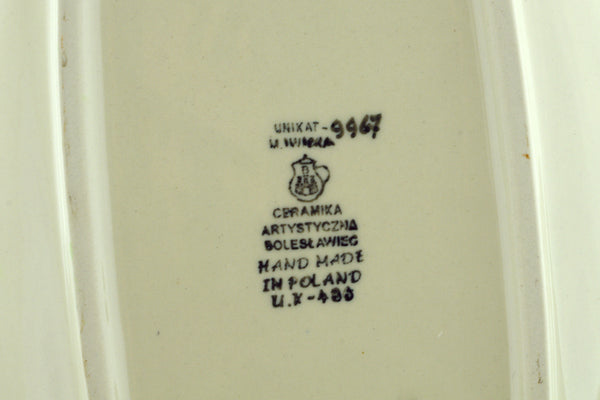 UNIKAT-9967
CERAMIKA
ARTYSTYCZNA
BOLESŁAWIEC
HAND MADE
IN POLAND
U.K-